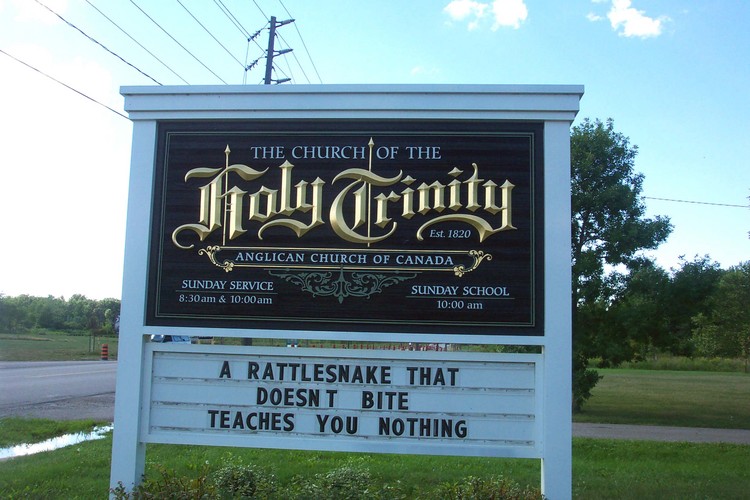 THE CHURCH OF THE
Holy Trinity
Est. 1820
ANGLICAN CHURCH OF CANADA
SUNDAY SERVICE
8:30am & 10:00am
SUNDAY SCHOOL
10:00 am
A RATTLESNAKE THAT
DOESN T BITE
TEACHES YOU NOTHING